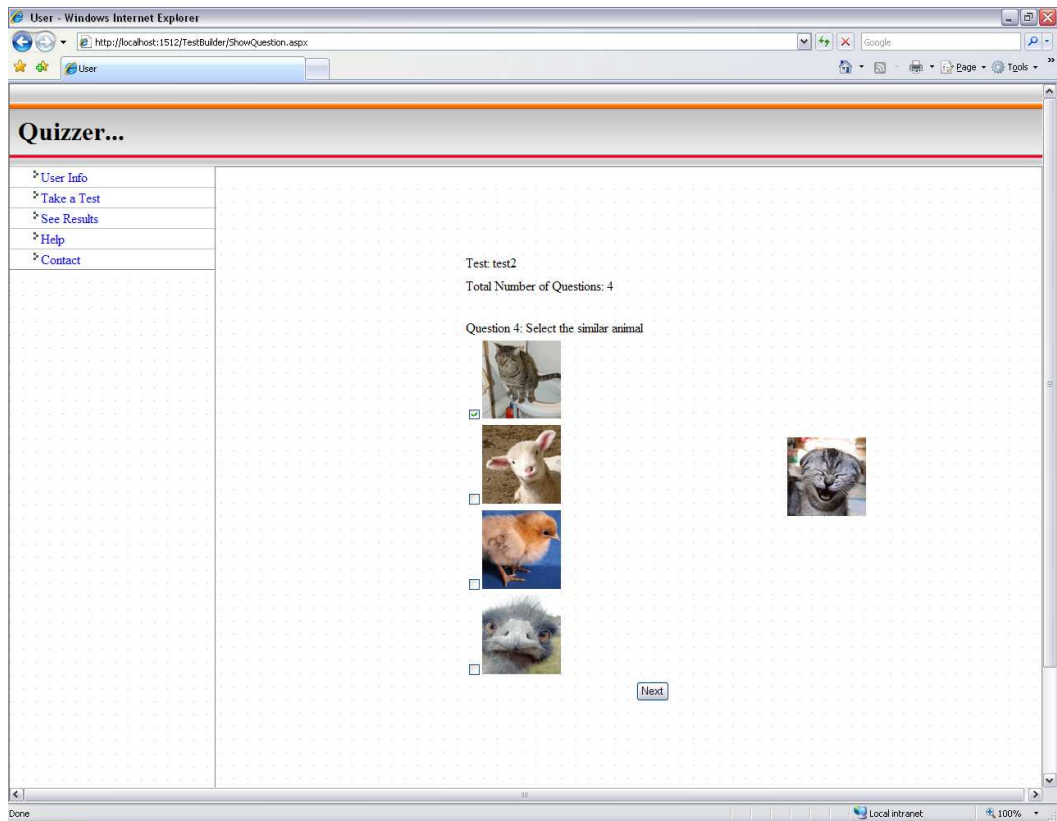 User - Windows Internet Explorer
http://localhost:1512/TestBuilder/ShowQuestion.aspx
Google
User
Page
Tools
Quizzer...
User Info
Take a Test
See Results
Help
Contact
Test: test2
Total Number of Questions: 4
Question 4: Select the similar animal
Next
Done
Local intranet
100%